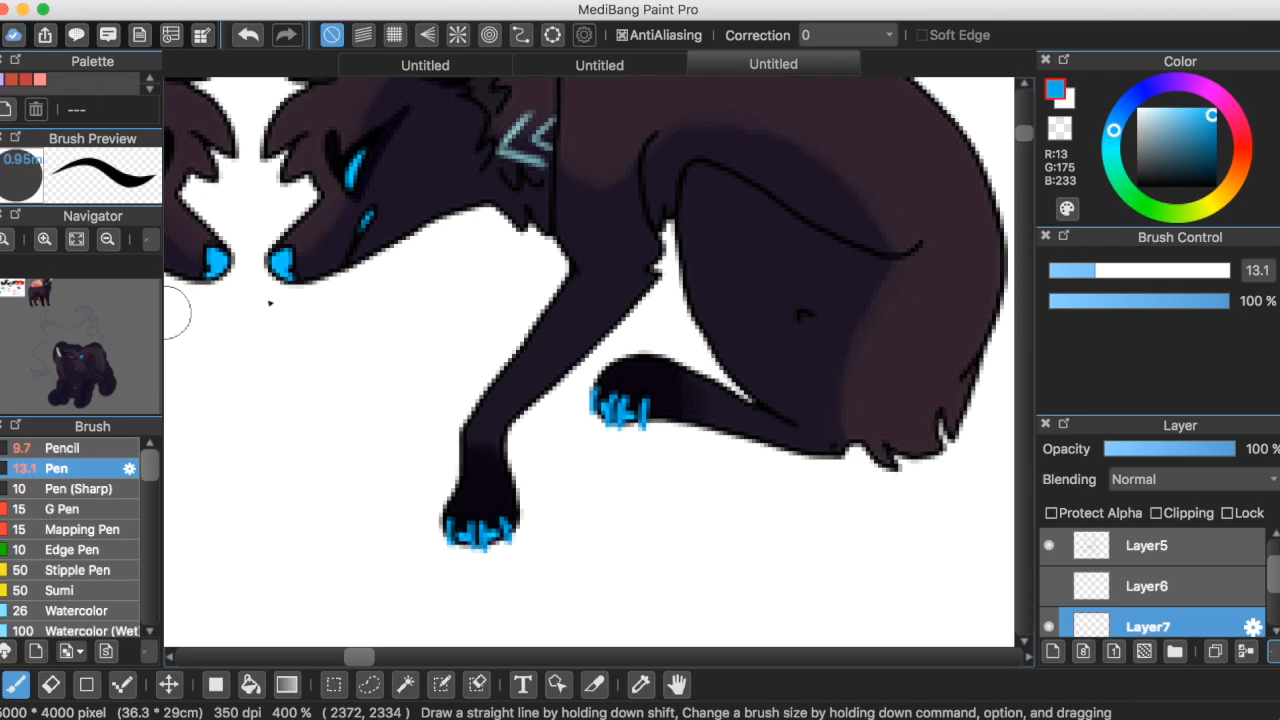 MediBang Paint Pro
AntiAliasing Correction 0 Soft Edge
Palette
Untitled Untitled Untitled
Color
---
Brush Preview
0.95m
R:13
G:175
B:233
Navigator
Brush Control
13.1
100 %
Brush
9.7 Pencil
13.1 Pen
10 Pen (Sharp)
15 G Pen
15 Mapping Pen
10 Edge Pen
50 Stipple Pen
50 Sumi
26 Watercolor
100 Watercolor (Wet
Layer
Opacity 100 %
Blending Normal
Protect Alpha Clipping Lock
Layer5
Layer6
Layer7
5000 * 4000 pixel (36.3 * 29cm) 350 dpi 400 % ( 2372, 2334 ) Draw a straight line by holding down shift, Change a brush size by holding down command, option, and dragging